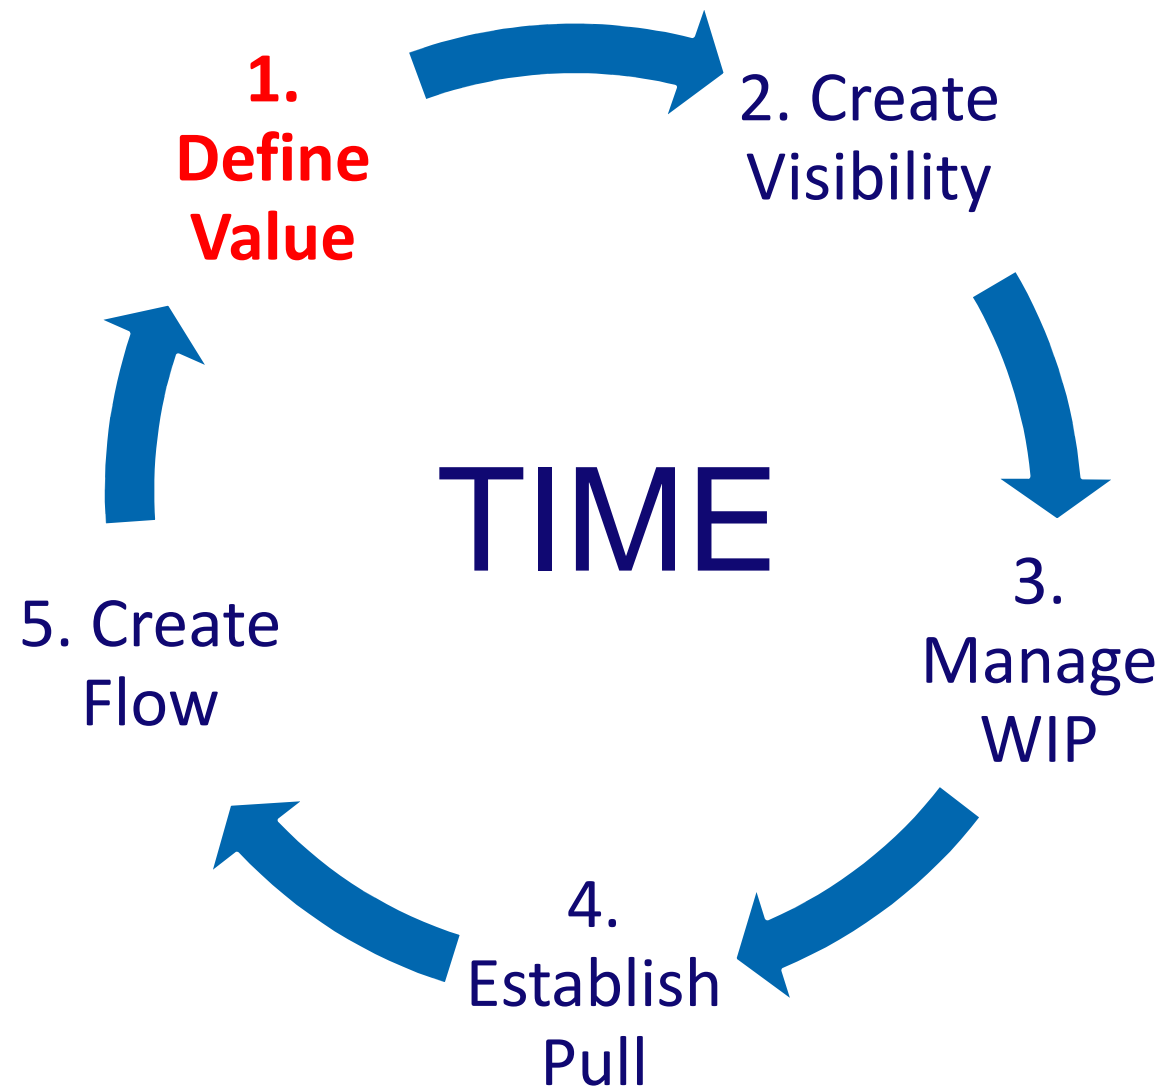 1.
Define
Value
2. Create
Visibility
3.
Manage
WIP
4.
Establish
Pull
5. Create
Flow
TIME